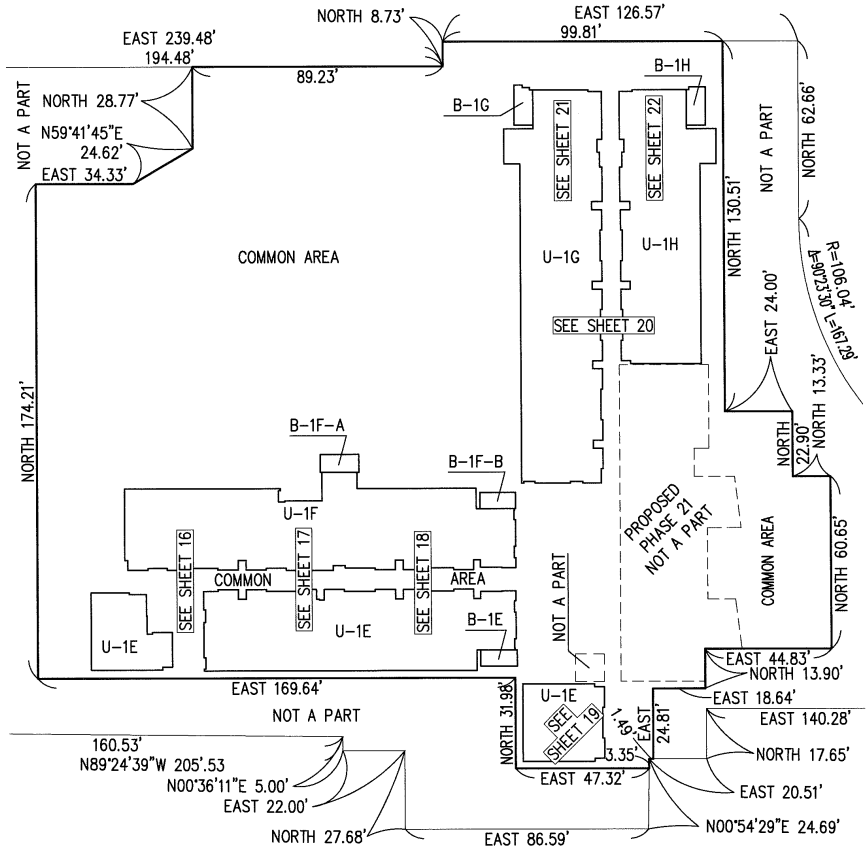 NORTH 8.73'
EAST 126.57'
99.81'
EAST 239.48'
194.48'
89.23'
B-1H
B-1G
NOT A PART
NORTH 28.77'
N59°41'45"E
24.62'
EAST 34.33'
SEE SHEET 21
SEE SHEET 22
NOT A PART
NORTH 62.66'
NORTH 130.51'
COMMON AREA
U-1G
U-1H
R=106.04'
Δ=90°23'30" L=167.29'
EAST 24.00'
SEE SHEET 20
NORTH 13.33'
NORTH
22.90'
NORTH 174.21'
B-1F-A
B-1F-B
U-1F
SEE SHEET 16
SEE SHEET 17
SEE SHEET 18
PROPOSED
PHASE 21
NOT A PART
COMMON AREA
NORTH 60.65'
COMMON
AREA
NOT A PART
U-1E
U-1E
B-1E
EAST 44.83'
NORTH 13.90'
EAST 169.64'
U-1E
EAST 18.64'
NOT A PART
NORTH 31.98'
SEE
SHEET 19
1.49'
EAST
24.81'
EAST 140.28'
160.53'
N89°24'39"W 205.53
3.35'
NORTH 17.65'
N00°36'11"E 5.00'
EAST 47.32'
EAST 22.00'
EAST 20.51'
NORTH 27.68'
EAST 86.59'
N00°54'29"E 24.69'